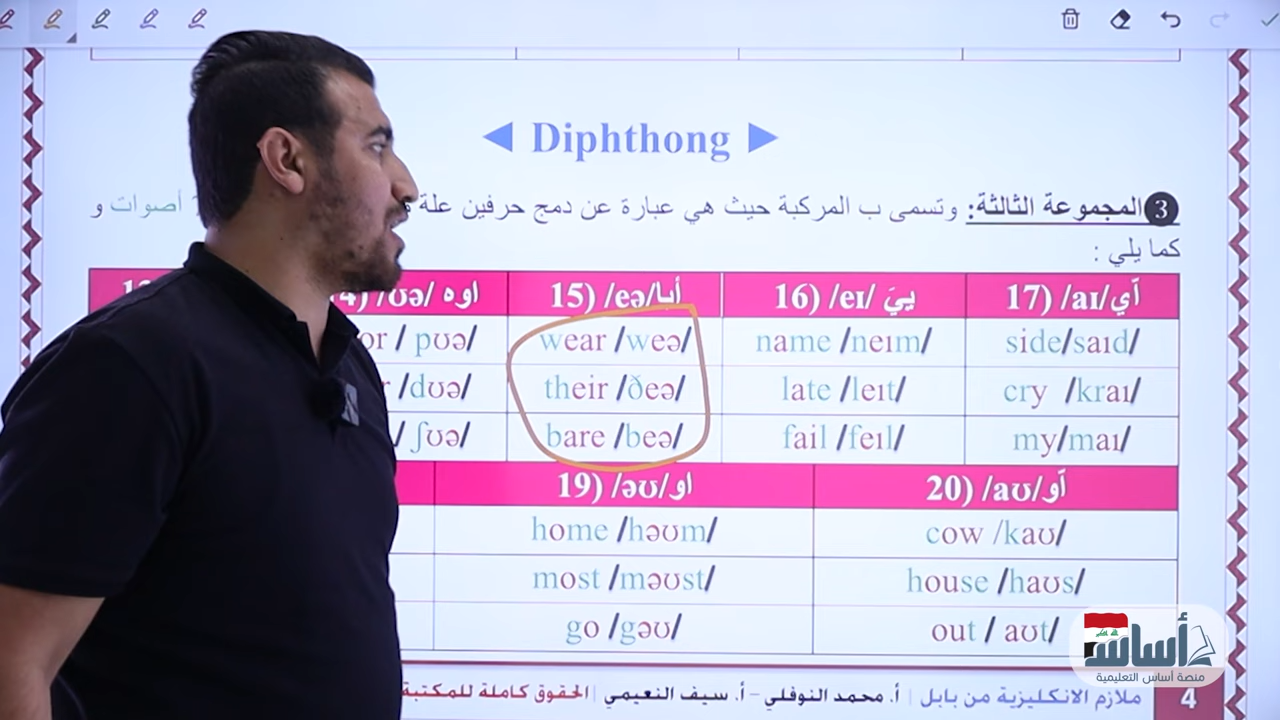 ◄ Diphthong ►
3 المجموعة الثالثة: وتسمى ب المركبة حيث هي عبارة عن دمج حرفين علة أصوات و
كما يلي :
/ʊə/ اوه 15) /eə/أيا 16) /eɪ/ييَ 17) /aɪ/آي
/ pʊə/ wear /weə/ name /neɪm/ side/saɪd/
/dʊə/ their /ðeə/ late /leɪt/ cry /kraɪ/
/ ʃʊə/ bare /beə/ fail /feɪl/ my/maɪ/
19) /əʊ/او 20) /aʊ/آو
home /həʊm/ cow /kaʊ/
most /məʊst/ house /haʊs/
go /gəʊ/ out / aʊt/
أساس
منصة أساس التعليمية
4 ملازم الانكليزية من بابل | أ. محمد النوفلي - أ. سيف النعيمي | الحقوق كاملة للمكتبة